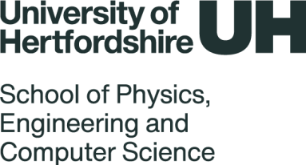 University of UH
Hertfordshire
School of Physics,
Engineering and
Computer Science